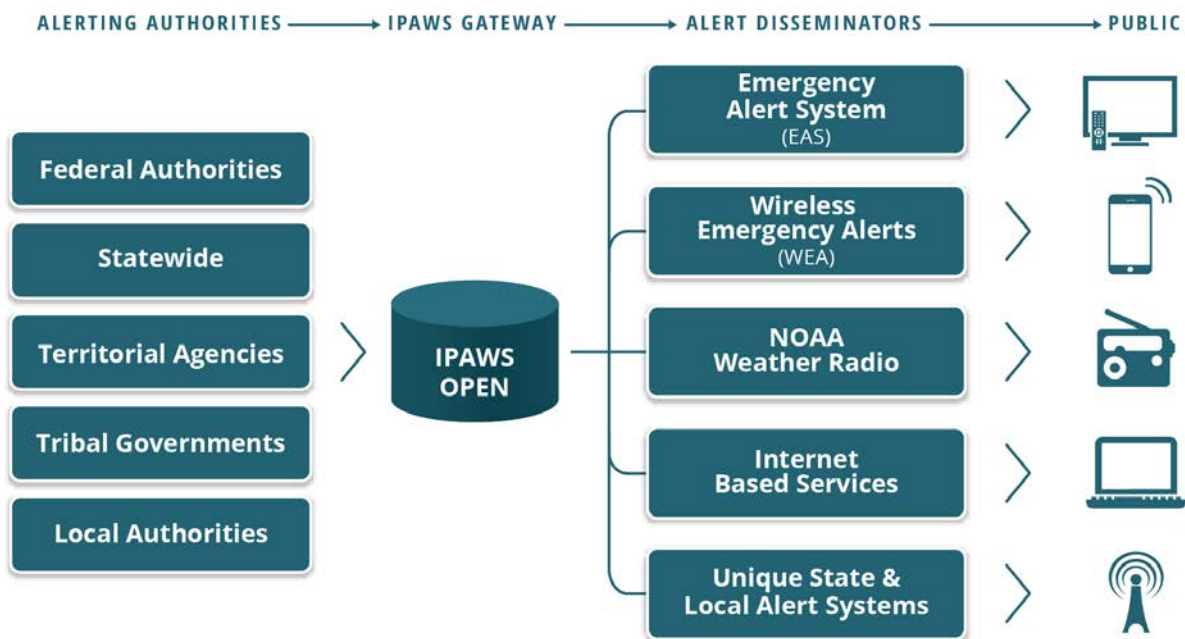 ALERTING AUTHORITIES
IPAWS GATEWAY
ALERT DISSEMINATORS
PUBLIC
Federal Authorities
Statewide
Territorial Agencies
Tribal Governments
Local Authorities
IPAWS
OPEN
Emergency
Alert System
(EAS)
Wireless
Emergency Alerts
(WEA)
NOAA
Weather Radio
Internet
Based Services
Unique State &
Local Alert Systems